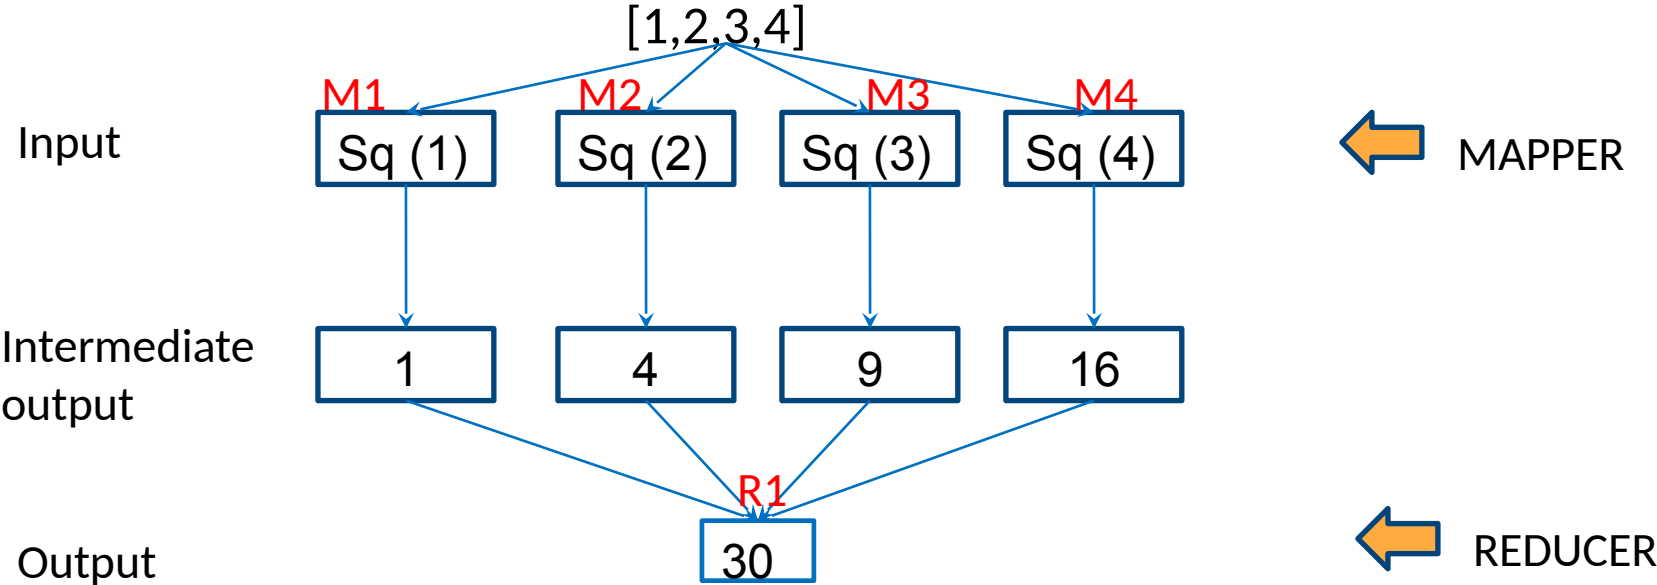 [1,2,3,4]
M1 M2 M3 M4
Input Sq (1) Sq (2) Sq (3) Sq (4) MAPPER
Intermediate
output
1 4 9 16
R1
Output 30 REDUCER